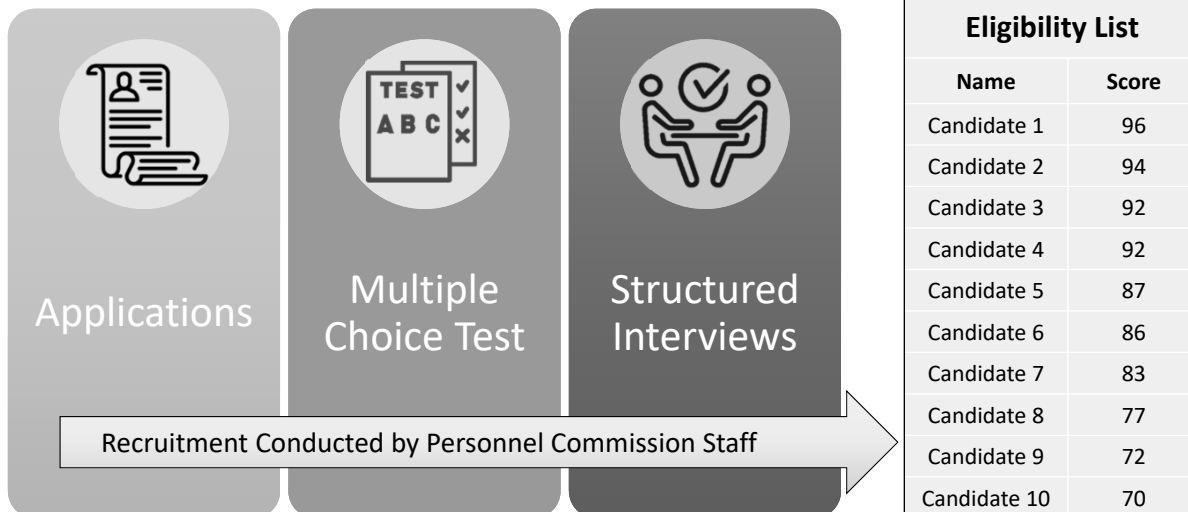 TEST
A B C
Applications
Multiple
Choice Test
Structured
Interviews
Recruitment Conducted by Personnel Commission Staff
Eligibility List
Name Score
Candidate 1 96
Candidate 2 94
Candidate 3 92
Candidate 4 92
Candidate 5 87
Candidate 6 86
Candidate 7 83
Candidate 8 77
Candidate 9 72
Candidate 10 70